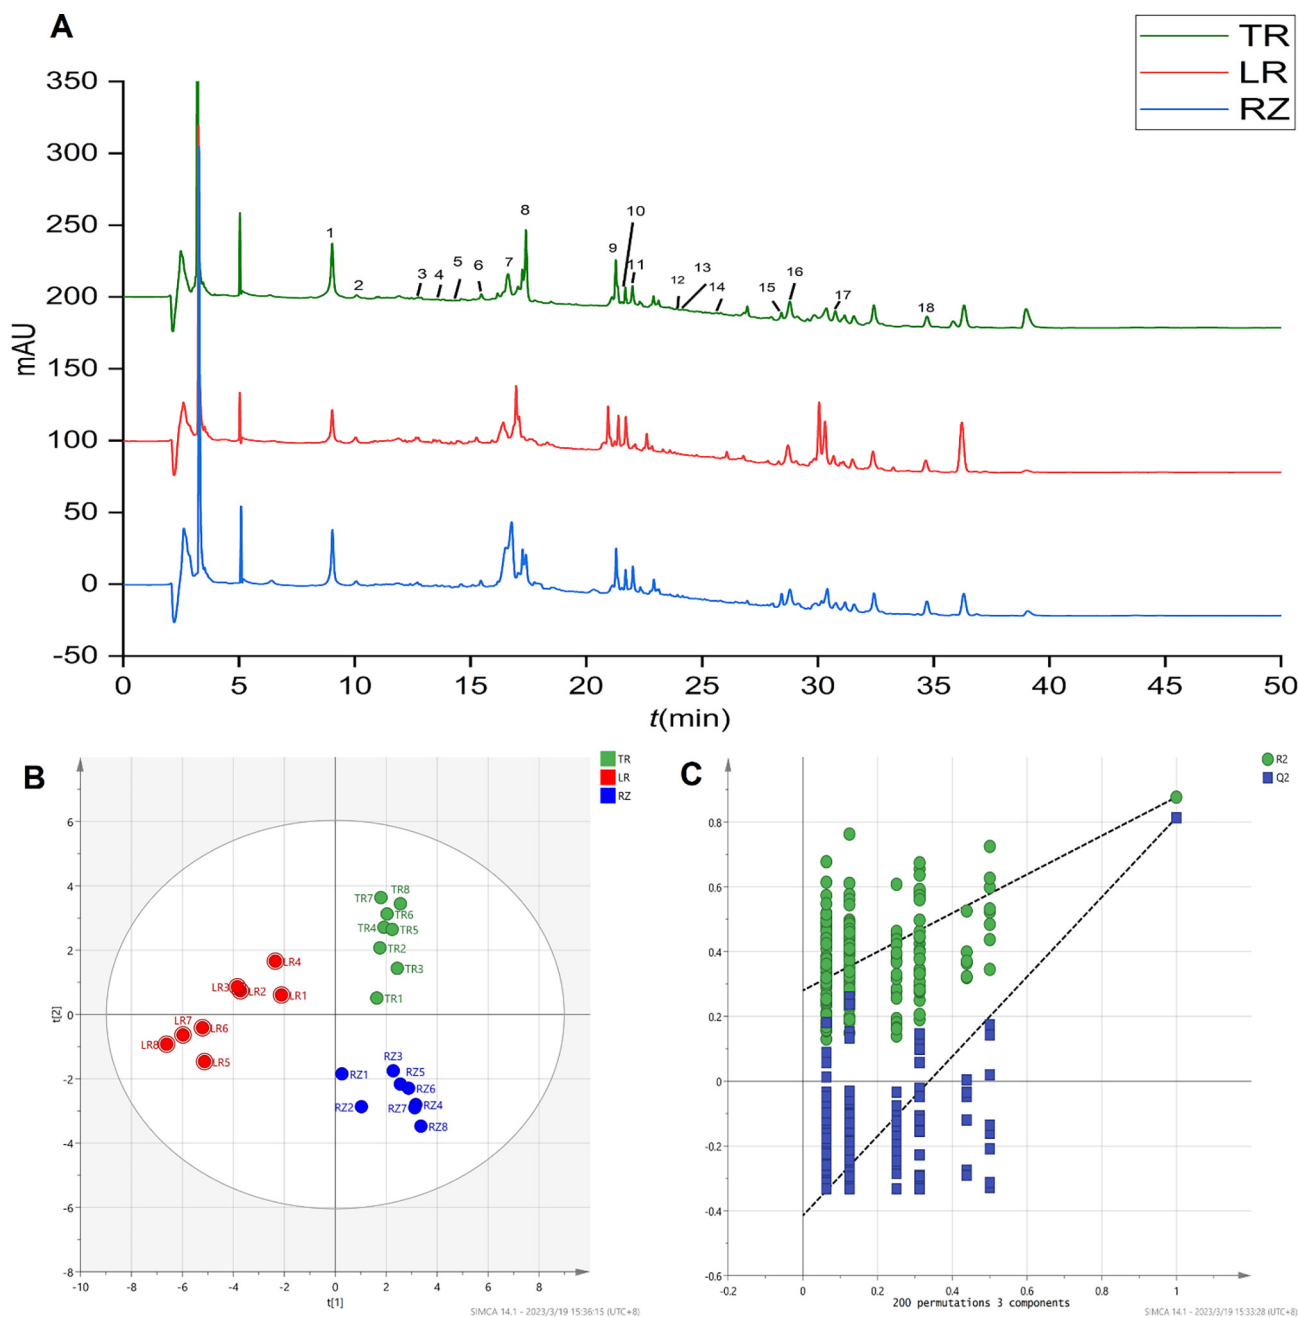 A
TR
LR
RZ
350
300
250
200
150
100
50
0
-50
mAU
1
2
3
4
5
6
7
8
9
10
11
12
13
14
15
16
17
18
0 5 10 15 20 25 30 35 40 45 50
t(min)
B
TR
LR
RZ
6
4
2
0
-2
-4
-6
-8
t[2]
TR8
TR7
TR6
TR4
TR5
TR2
TR3
TR1
LR4
LR3
LR2
LR1
LR7
LR6
LR8
LR5
RZ3
RZ1
RZ5
RZ6
RZ2
RZ7
RZ4
RZ8
-10 -8 -6 -4 -2 0 2 4 6 8
t[1]
SIMCA 14.1 - 2023/3/19 15:36:15 (UTC+8)
C
R2
Q2
0.8
0.6
0.4
0.2
0
-0.2
-0.4
-0.6
-0.2 0 0.2 0.4 0.6 0.8 1
200 permutations 3 components
SIMCA 14.1 - 2023/3/19 15:33:28 (UTC+8)